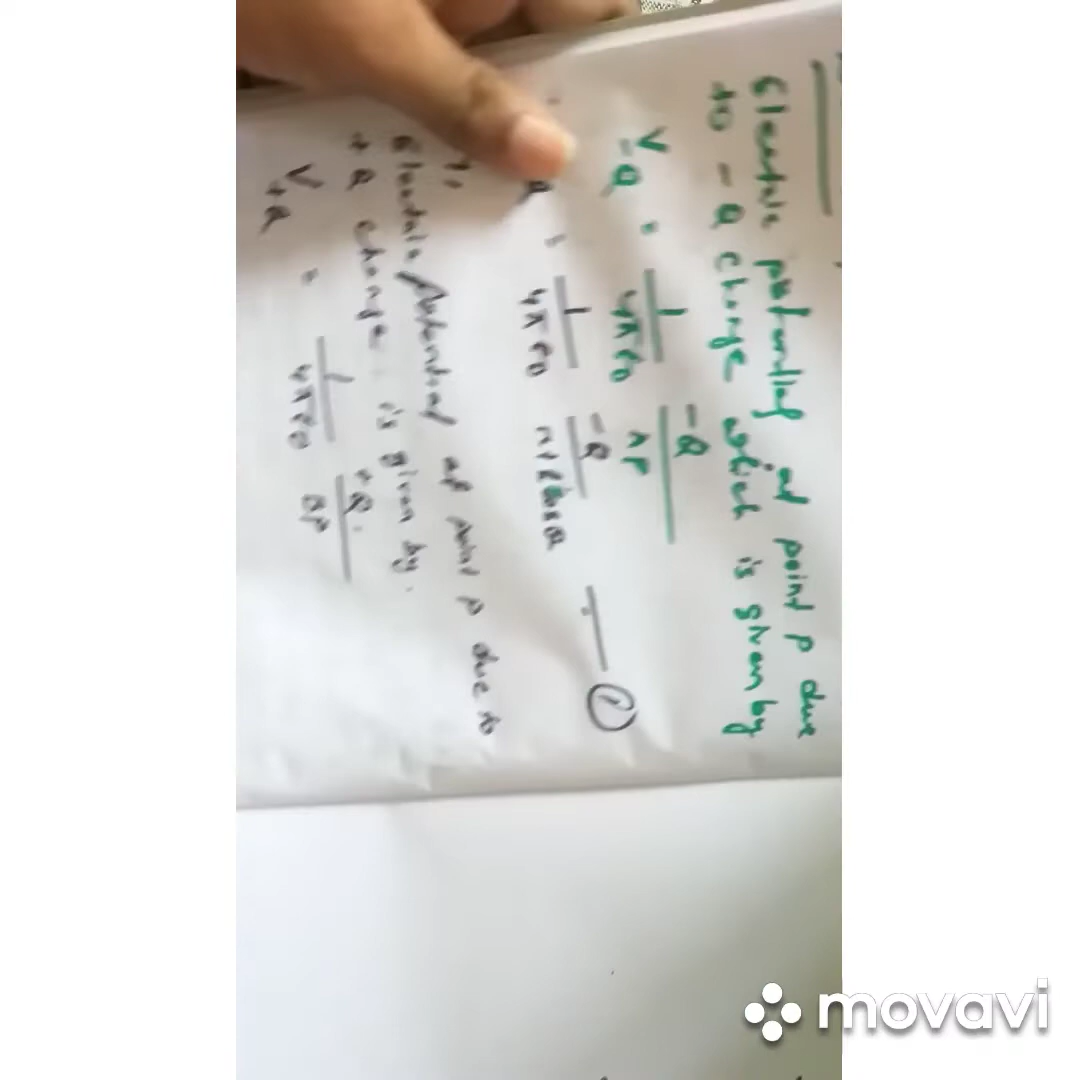 Electric potential at point P due
to - Q charge which is given by
V-Q = 1/4πϵ0 -Q/AP
= 1/4πϵ0 -Q/r+lcosθ — ①
Electric potential at point P due to
+ Q charge is given by.
V+Q = 1/4πϵ0 +Q/BP
movavi